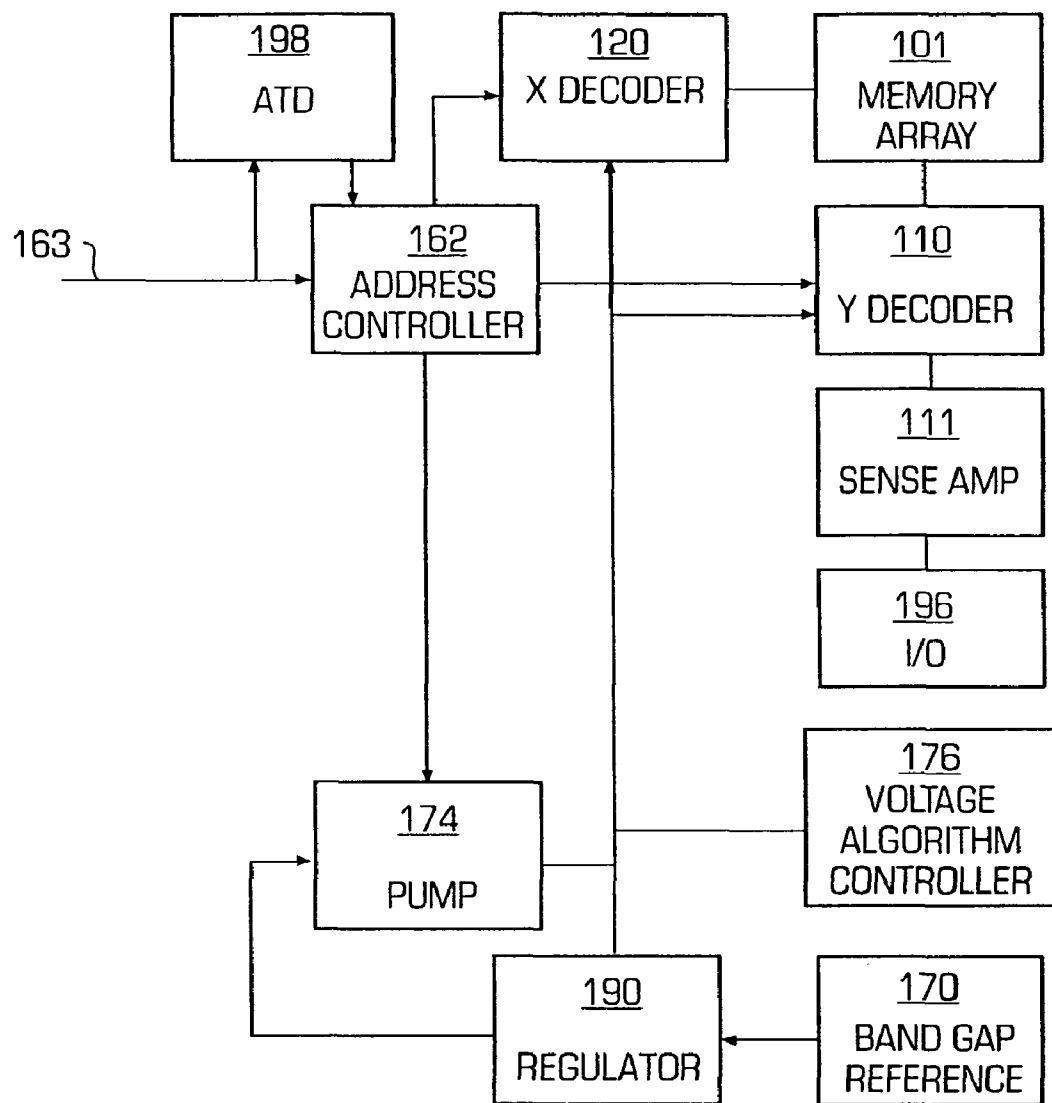 198
ATD
120
X DECODER
101
MEMORY
ARRAY
163
162
ADDRESS
CONTROLLER
110
Y DECODER
111
SENSE AMP
196
I/O
176
VOLTAGE
ALGORITHM
CONTROLLER
174
PUMP
190
REGULATOR
170
BAND GAP
REFERENCE